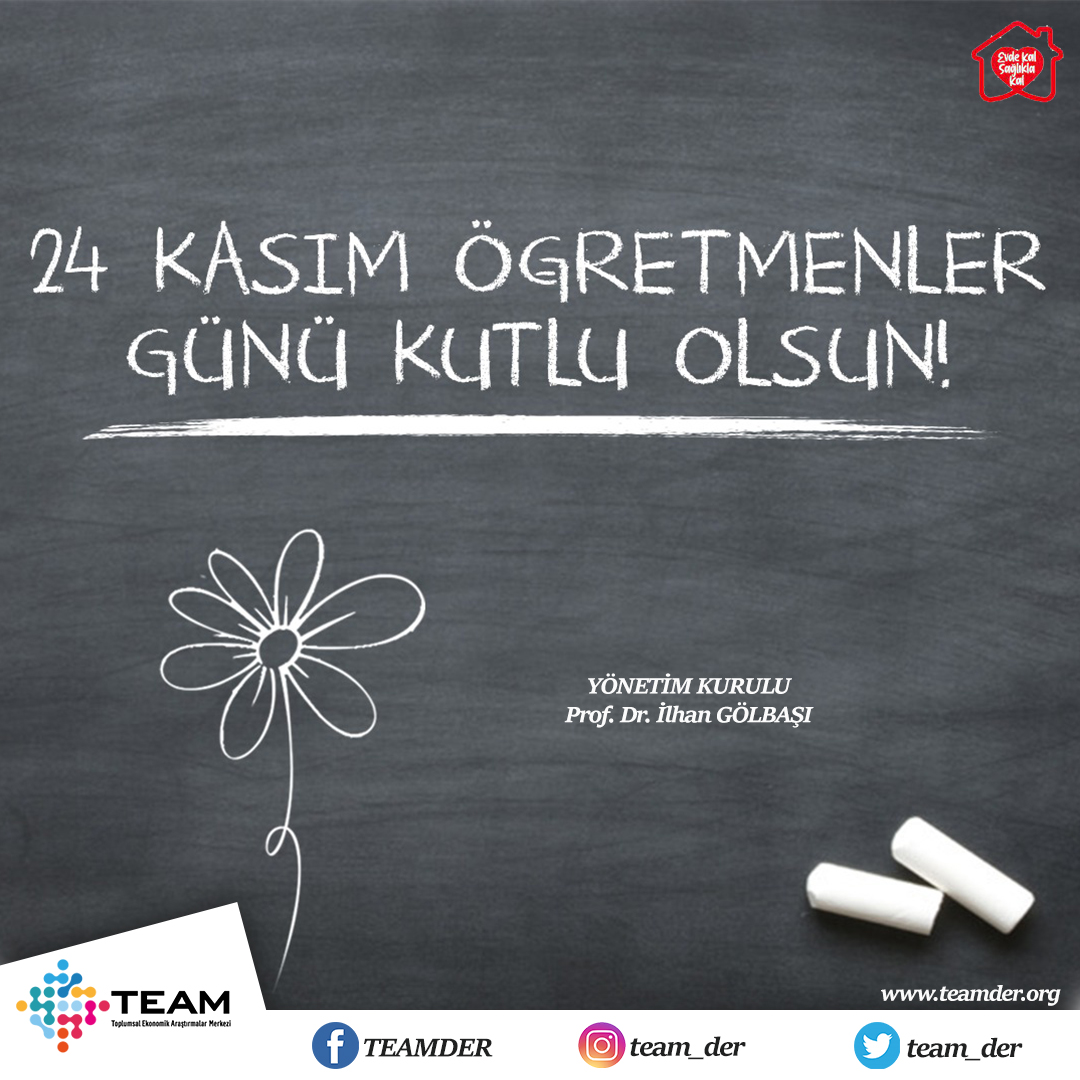 Evde Kal
Sağlıkla
Kal
24 KASIM ÖGRETMENLER
GÜNÜ KUTLU OLSUN!
YÖNETİM KURULU
Prof. Dr. İlhan GÖLBAŞI
TEAM
Toplumsal Ekonomik Araştırmalar Merkezi
www.teamder.org
TEAMDER
team_der
team_der